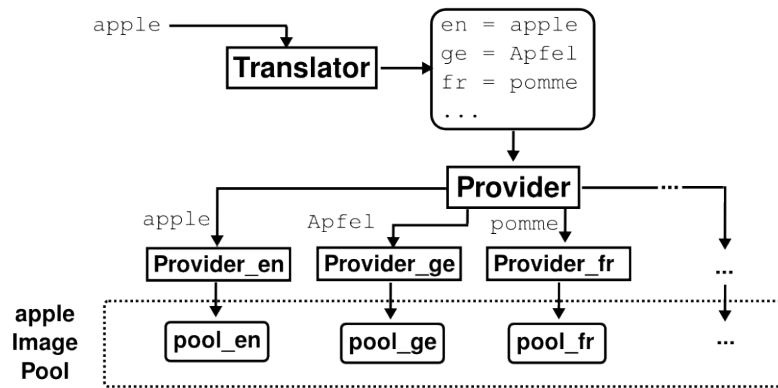 apple
Translator
en = apple
ge = Apfel
fr = pomme
...
Provider
...
apple
Apfel
pomme
Provider_en
Provider_ge
Provider_fr
...
apple
Image
Pool
pool_en
pool_ge
pool_fr
...